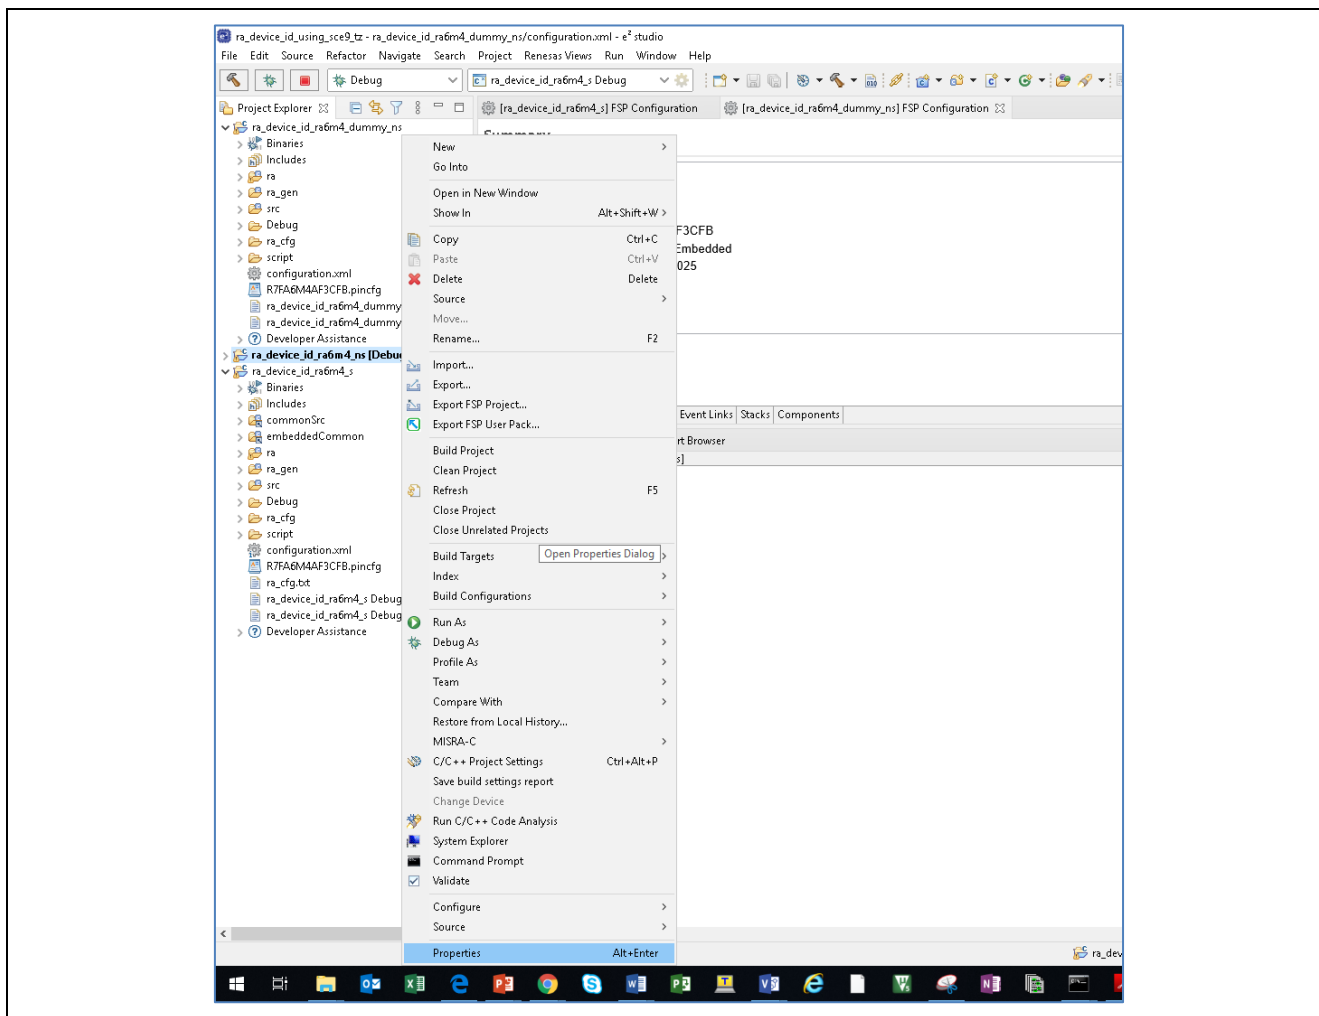 ra_device_id_using_sce9_tz - ra_device_id_ra6m4_dummy_ns/configuration.xml - e² studio
File Edit Source Refactor Navigate Search Project Renesas Views Run Window Help
Debug
ra_device_id_ra6m4_s Debug
Project Explorer
[ra_device_id_ra6m4_s] FSP Configuration
[ra_device_id_ra6m4_dummy_ns] FSP Configuration
ra_device_id_ra6m4_dummy_ns
Binaries
Includes
ra
ra_gen
src
Debug
ra_cfg
script
configuration.xml
R7FA6M4AF3CFB.pincfg
ra_device_id_ra6m4_dummy
ra_device_id_ra6m4_dummy
Developer Assistance
ra_device_id_ra6m4_ns [Debug
ra_device_id_ra6m4_s
Binaries
Includes
commonSrc
embeddedCommon
ra
ra_gen
src
Debug
ra_cfg
script
configuration.xml
R7FA6M4AF3CFB.pincfg
ra_cfg.txt
ra_device_id_ra6m4_s Debug
ra_device_id_ra6m4_s Debug
Developer Assistance
New
Go Into
Open in New Window
Show In Alt+Shift+W
Copy Ctrl+C
Paste Ctrl+V
Delete Delete
Source
Move...
Rename... F2
Import...
Export...
Export FSP Project...
Export FSP User Pack...
Build Project
Clean Project
Refresh F5
Close Project
Close Unrelated Projects
Build Targets
Open Properties Dialog
Index
Build Configurations
Run As
Debug As
Profile As
Team
Compare With
Restore from Local History...
MISRA-C
C/C++ Project Settings Ctrl+Alt+P
Save build settings report
Change Device
Run C/C++ Code Analysis
System Explorer
Command Prompt
Validate
Configure
Source
Properties Alt+Enter
F3CFB
Embedded
025
Event Links Stacks Components
rt Browser
s]
ra_dev